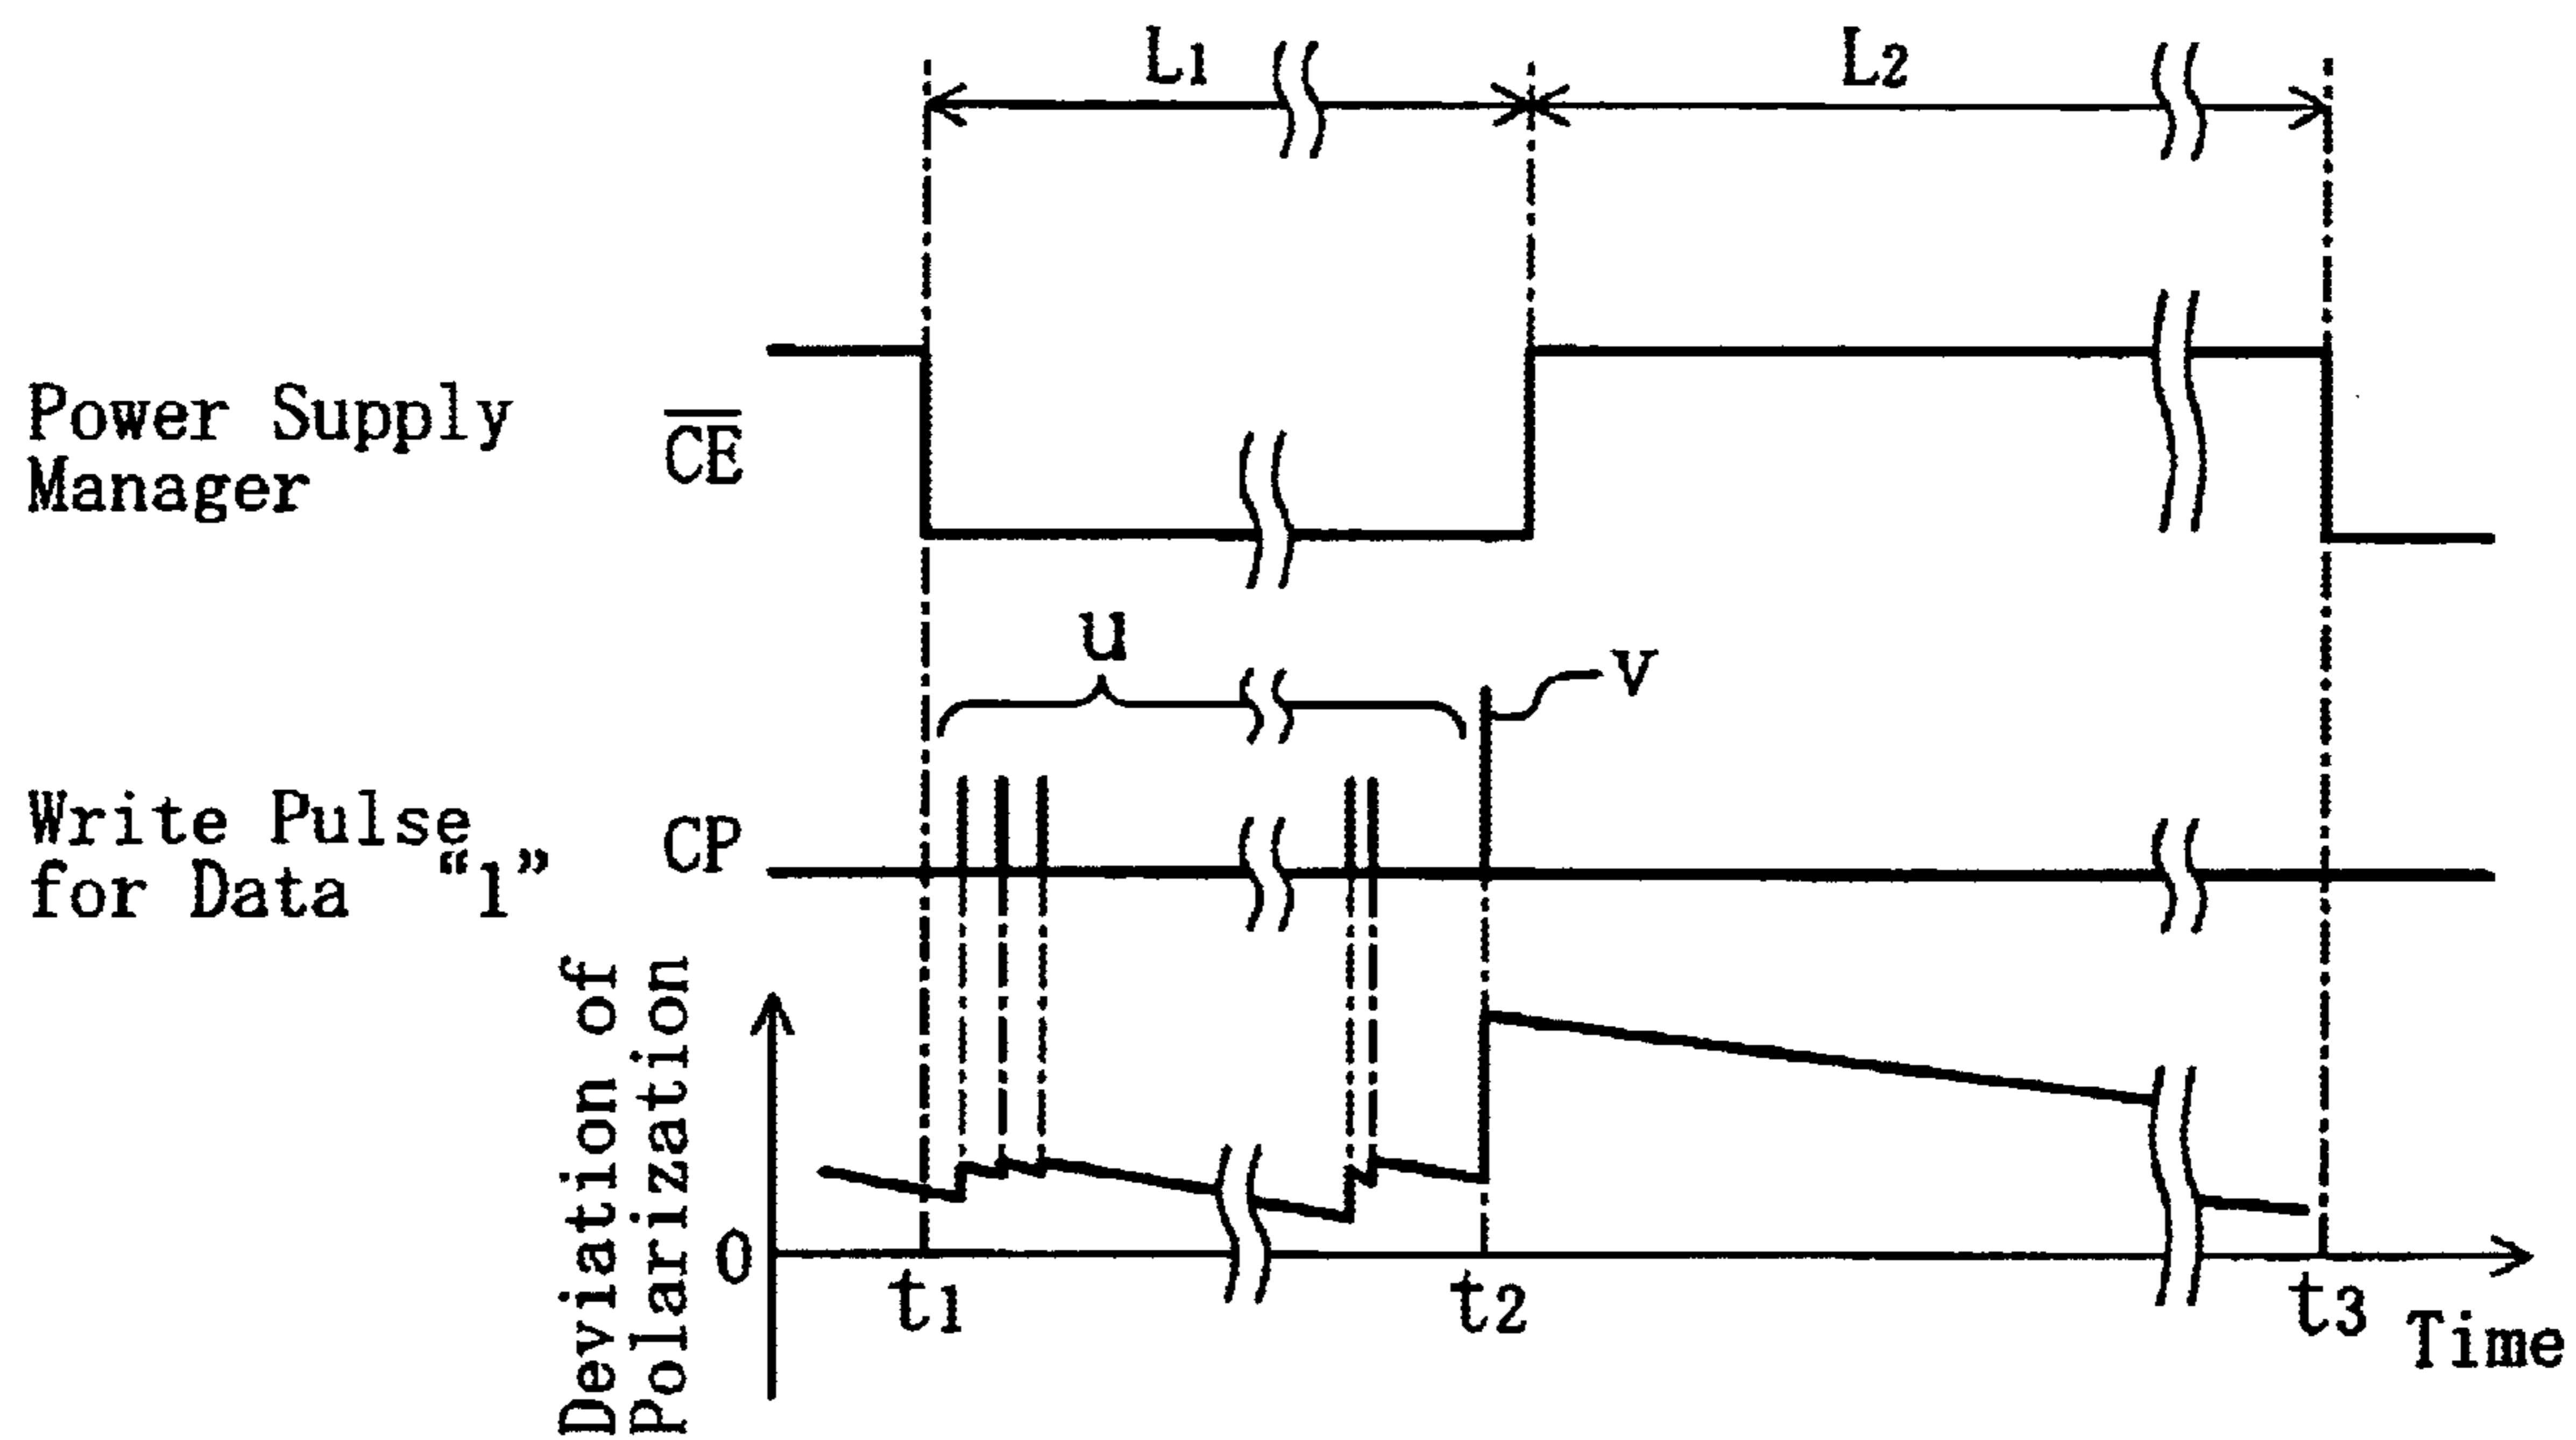 L1
L2
Power Supply
Manager
CE
u
v
Write Pulse
for Data “1”
CP
Deviation of
Polarization
0
t1
t2
t3
Time